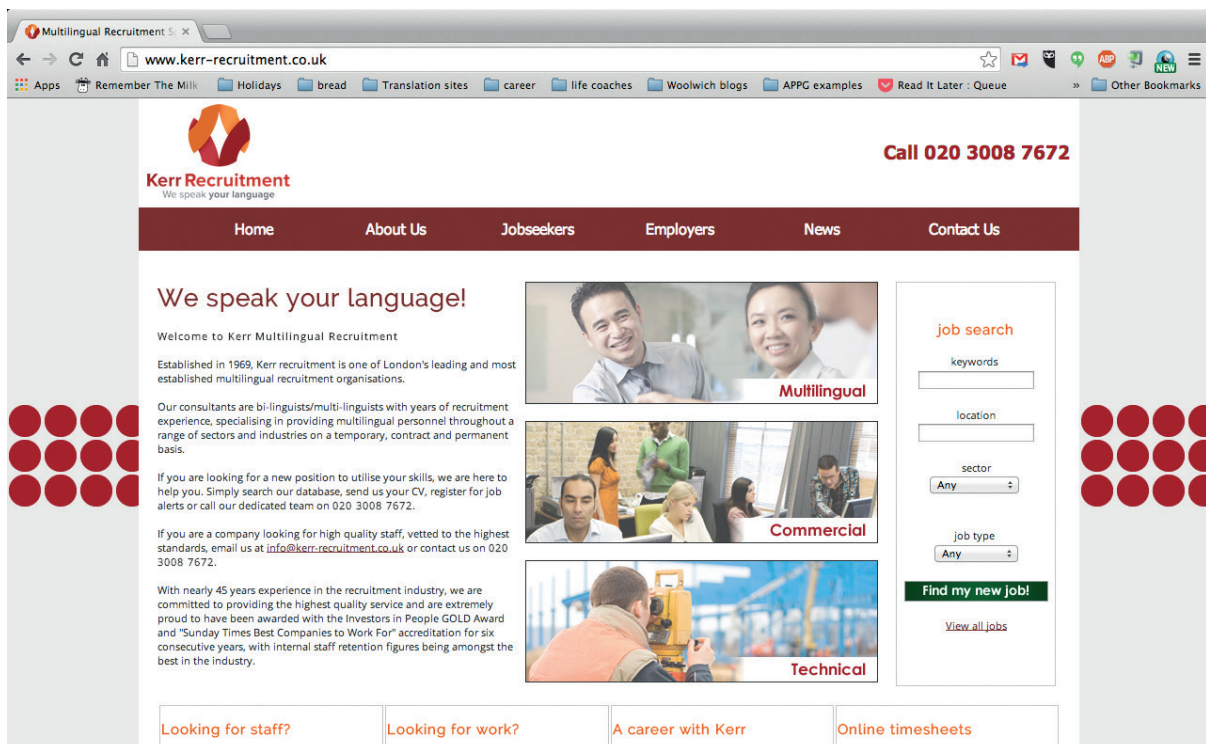 Multilingual Recruitment S
www.kerr-recruitment.co.uk
ABP
NEW
Apps
Remember The Milk
Holidays
bread
Translation sites
career
life coaches
Woolwich blogs
APPG examples
Read It Later : Queue
»
Other Bookmarks
Kerr Recruitment
We speak your language
Call 020 3008 7672
Home
About Us
Jobseekers
Employers
News
Contact Us
We speak your language!
Welcome to Kerr Multilingual Recruitment
Established in 1969, Kerr recruitment is one of London's leading and most
established multilingual recruitment organisations.
Our consultants are bi-linguists/multi-linguists with years of recruitment
experience, specialising in providing multilingual personnel throughout a
range of sectors and industries on a temporary, contract and permanent
basis.
If you are looking for a new position to utilise your skills, we are here to
help you. Simply search our database, send us your CV, register for job
alerts or call our dedicated team on 020 3008 7672.
If you are a company looking for high quality staff, vetted to the highest
standards, email us at info@kerr-recruitment.co.uk or contact us on 020
3008 7672.
With nearly 45 years experience in the recruitment industry, we are
committed to providing the highest quality service and are extremely
proud to have been awarded with the Investors in People GOLD Award
and "Sunday Times Best Companies to Work For" accreditation for six
consecutive years, with internal staff retention figures being amongst the
best in the industry.
Multilingual
Commercial
Technical
job search
keywords
location
sector
Any
job type
Any
Find my new job!
View all jobs
Looking for staff?
Looking for work?
A career with Kerr
Online timesheets